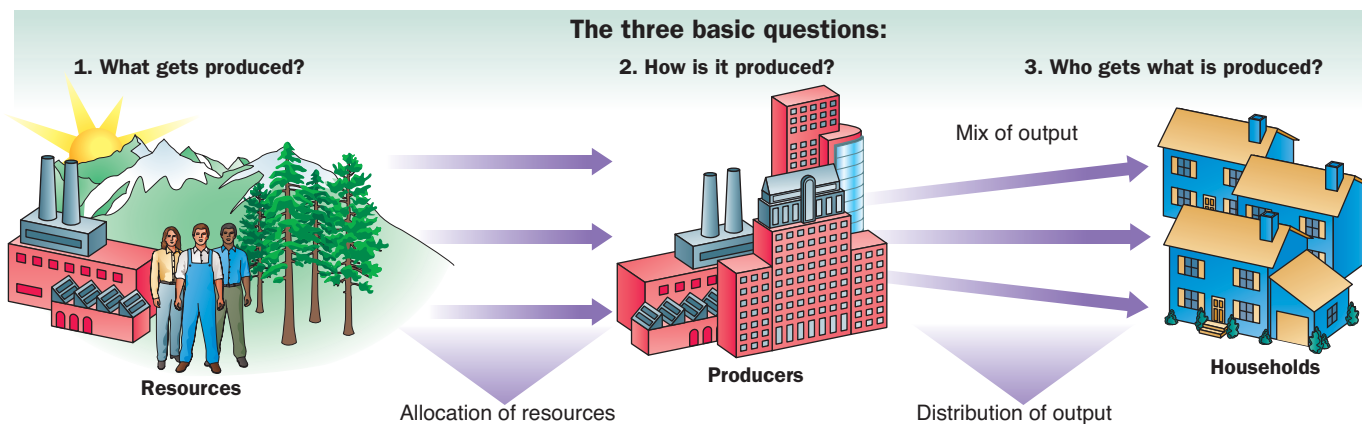 The three basic questions:
1. What gets produced?
2. How is it produced?
3. Who gets what is produced?
Mix of output
Resources
Producers
Households
Allocation of resources
Distribution of output